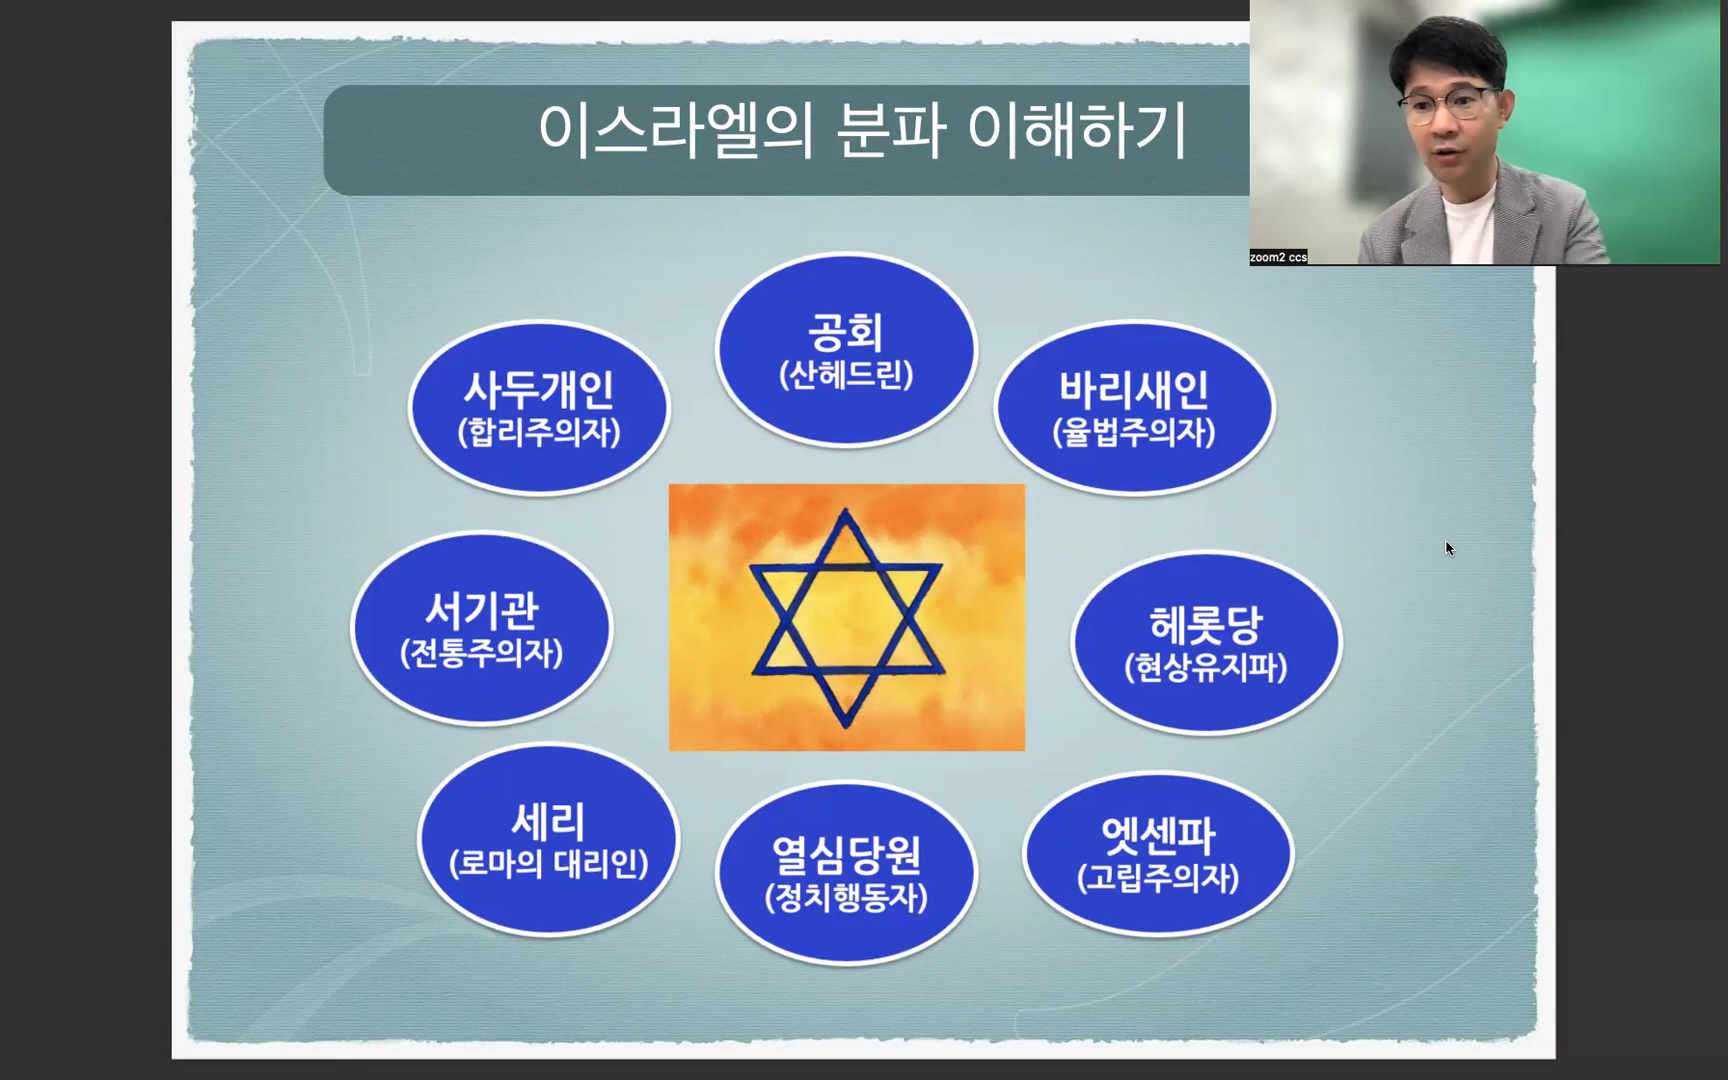 이스라엘의 분파 이해하기
zoom2 ccs
공회
(산헤드린)
사두개인
(합리주의자)
바리새인
(율법주의자)
서기관
(전통주의자)
헤롯당
(현상유지파)
세리
(로마의 대리인)
열심당원
(정치행동자)
엣센파
(고립주의자)